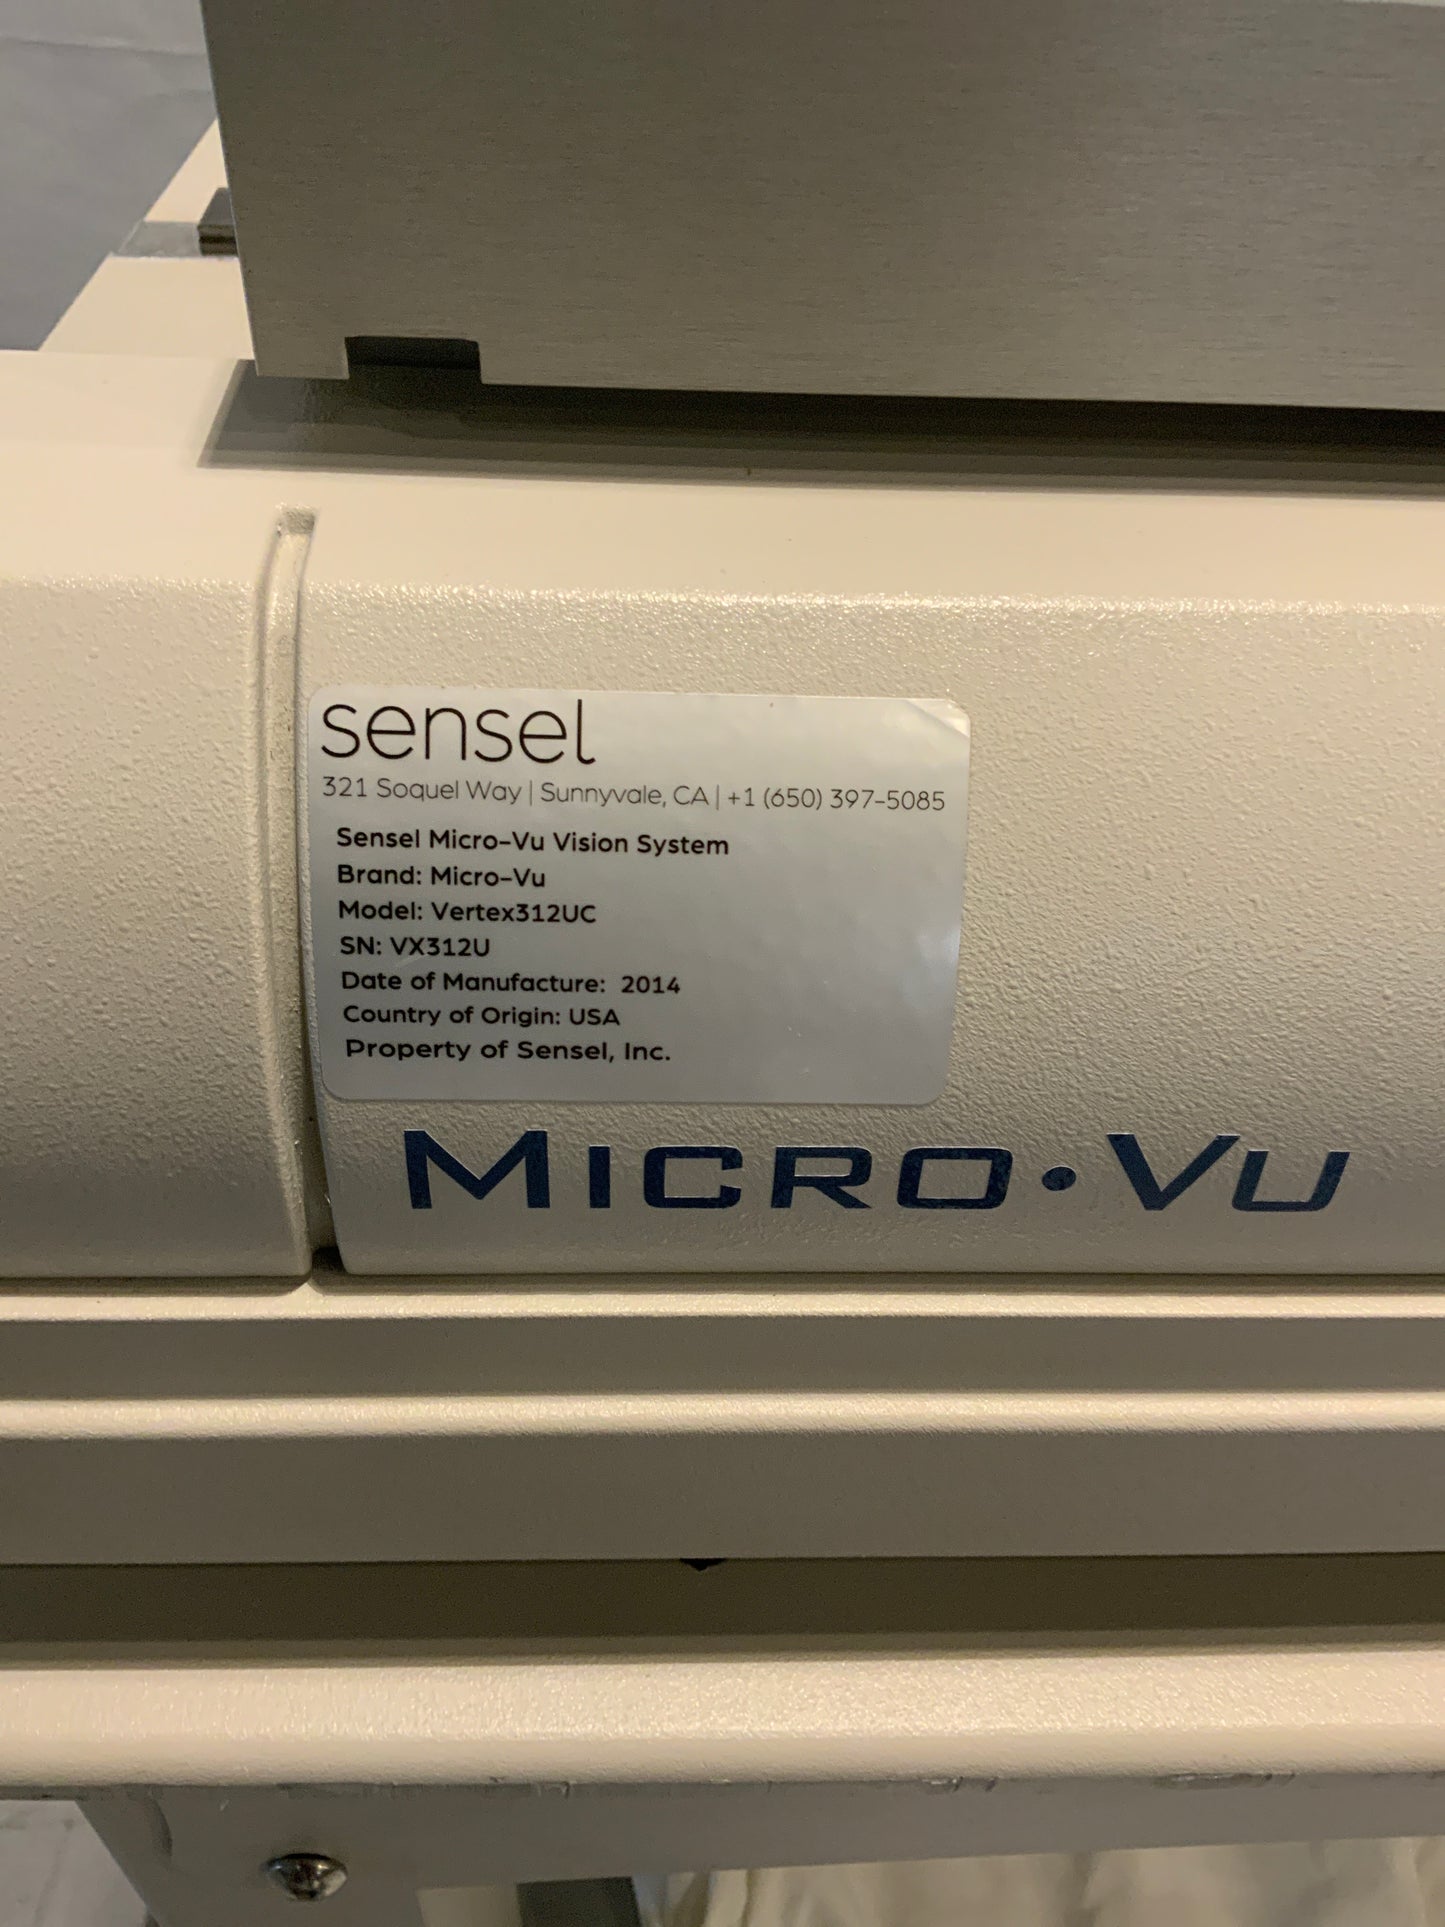 sensel
321 Soquel Way | Sunnyvale, CA | +1 (650) 397-5085
Sensel Micro-Vu Vision System
Brand: Micro-Vu
Model: Vertex312UC
SN: VX312U
Date of Manufacture: 2014
Country of Origin: USA
Property of Sensel, Inc.
MICRO•VU